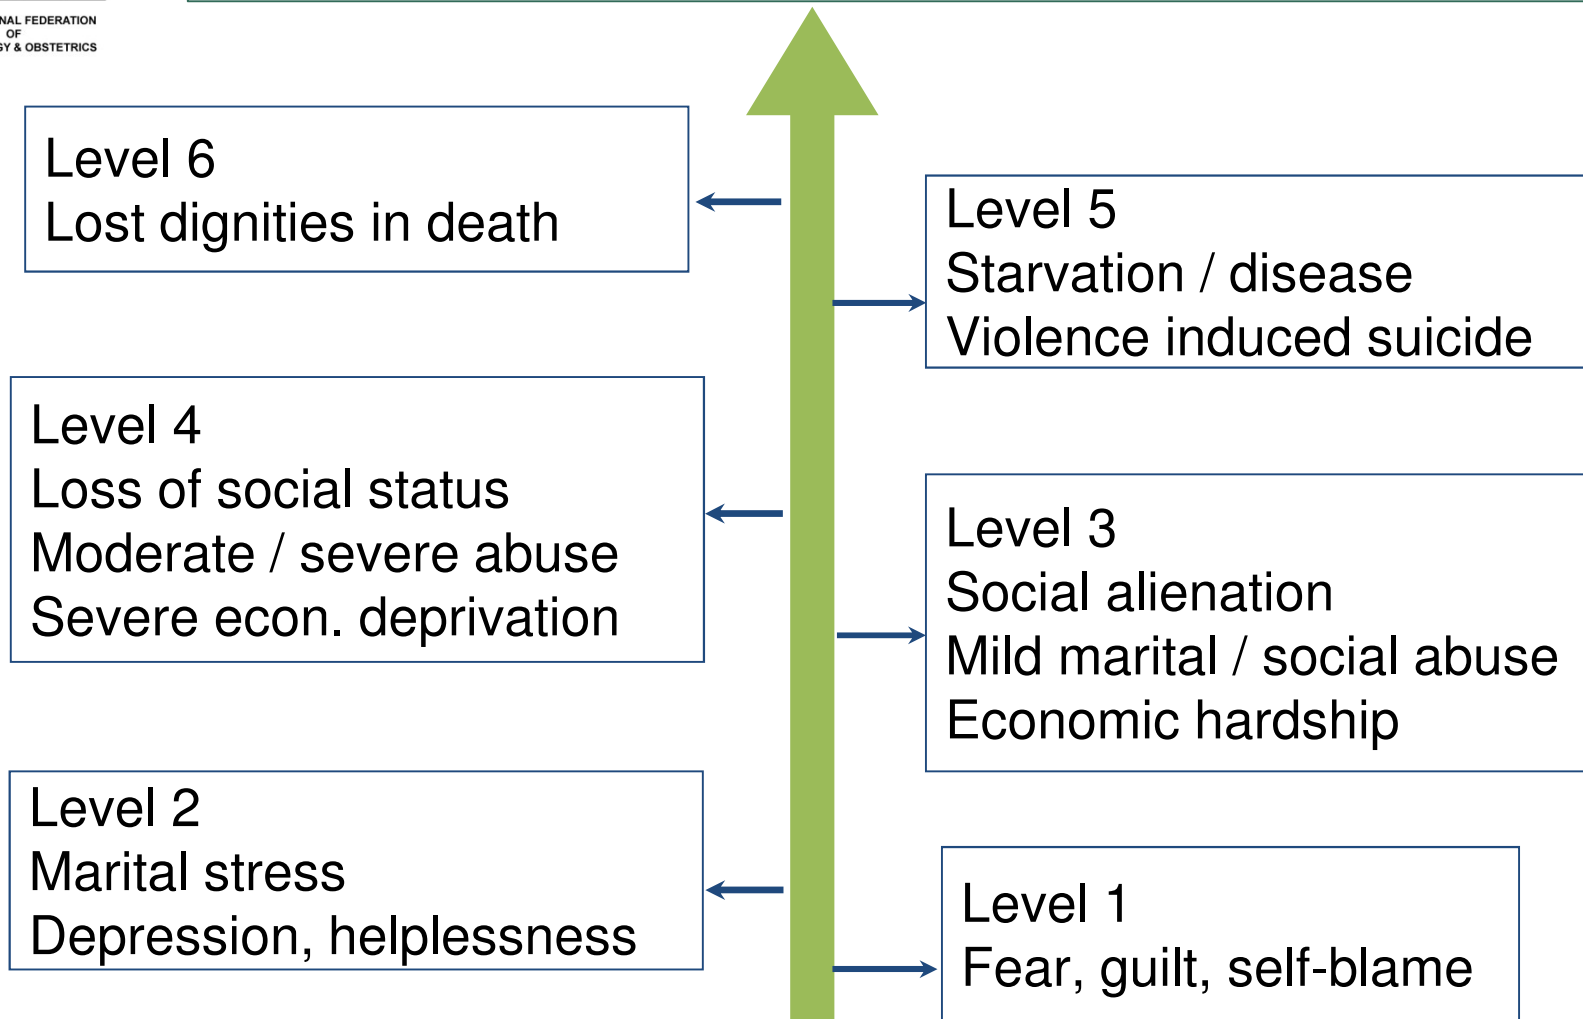 FEDERATION
OF
& OBSTETRICS
Level 6
Lost dignities in death
Level 5
Starvation / disease
Violence induced suicide
Level 4
Loss of social status
Moderate / severe abuse
Severe econ. deprivation
Level 3
Social alienation
Mild marital / social abuse
Economic hardship
Level 2
Marital stress
Depression, helplessness
Level 1
Fear, guilt, self-blame